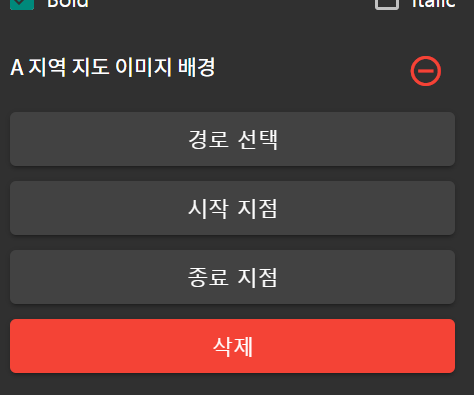 Bold Italic
A 지역 지도 이미지 배경
경로 선택
시작 지점
종료 지점
삭제